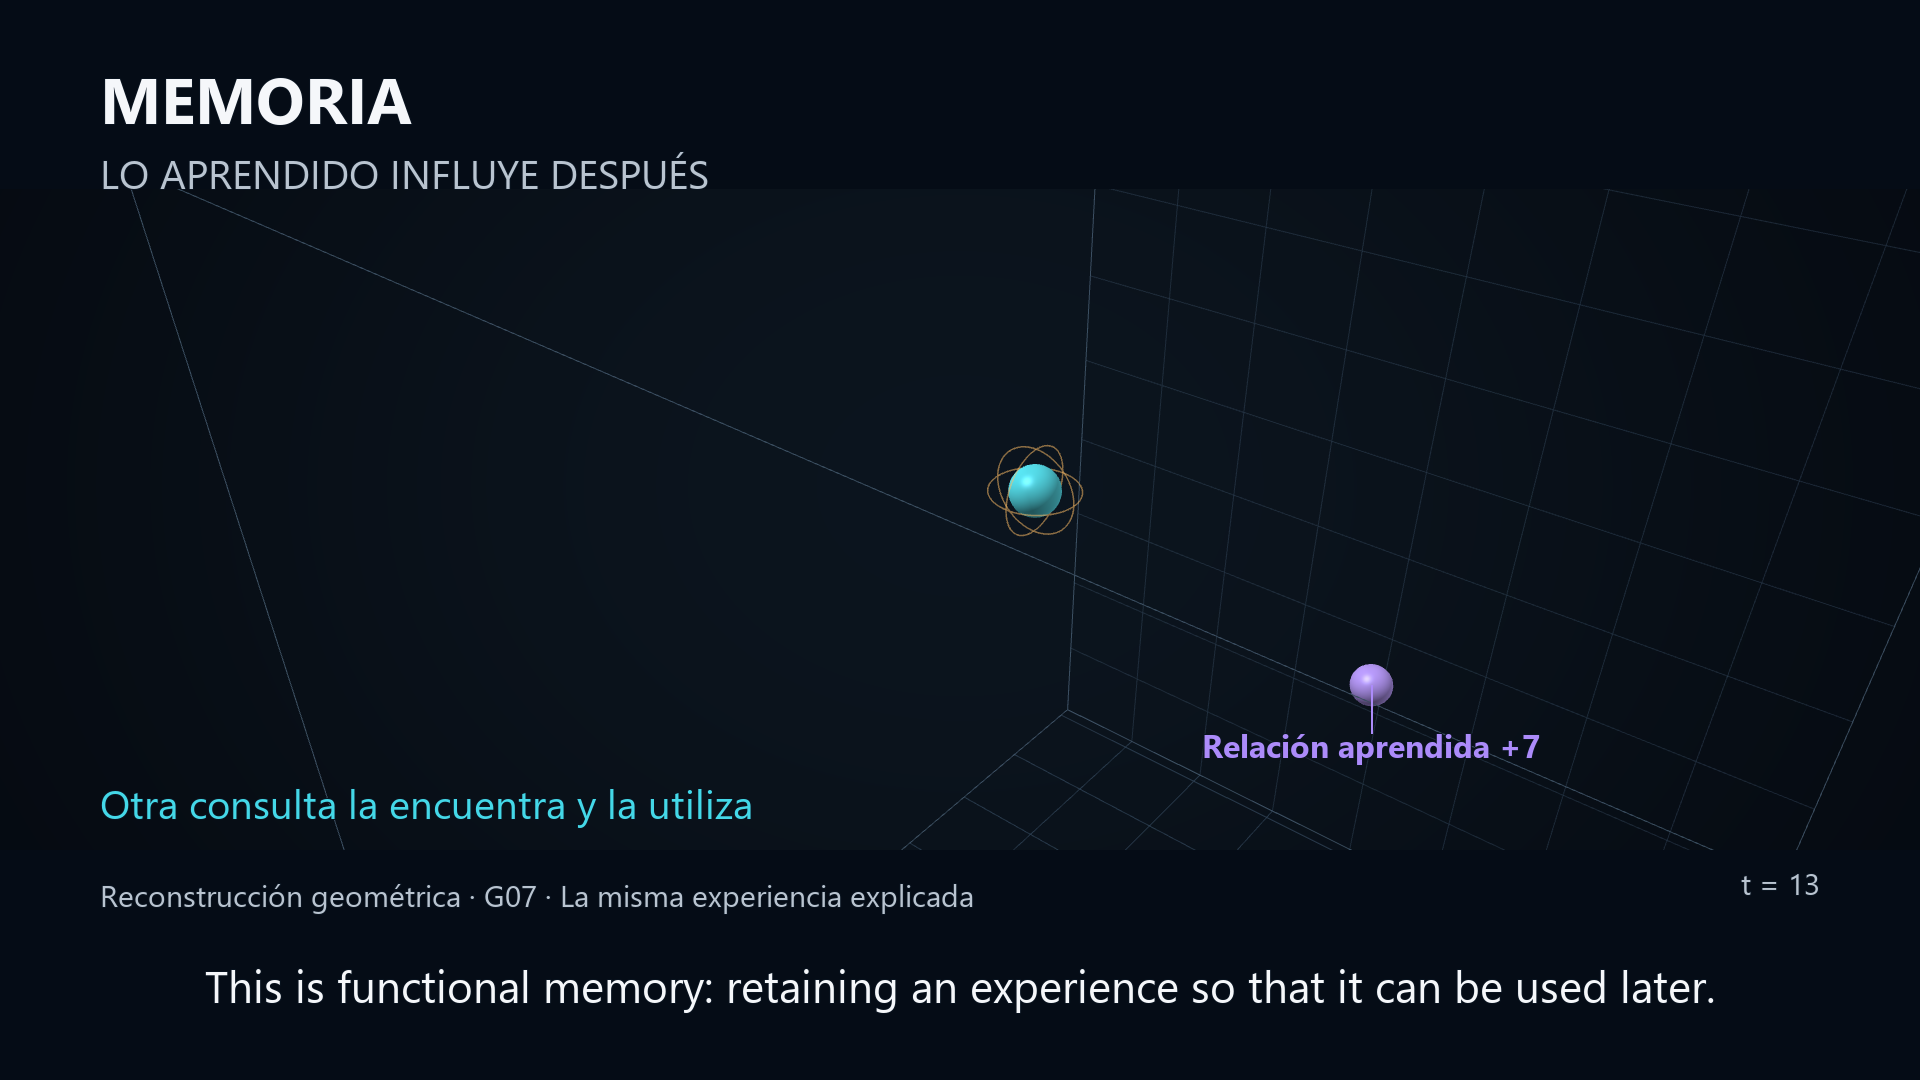 MEMORIA
LO APRENDIDO INFLUYE DESPUÉS
Relación aprendida +7
Otra consulta la encuentra y la utiliza
Reconstrucción geométrica · G07 · La misma experiencia explicada
t = 13
This is functional memory: retaining an experience so that it can be used later.